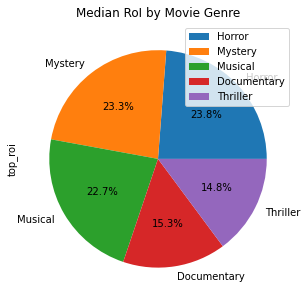 Median RoI by Movie Genre
Horror
Mystery
Musical
Documentary
Thriller
Horror
Mystery
23.3%
23.8%
top_roi
22.7%
14.8%
15.3%
Musical
Thriller
Documentary